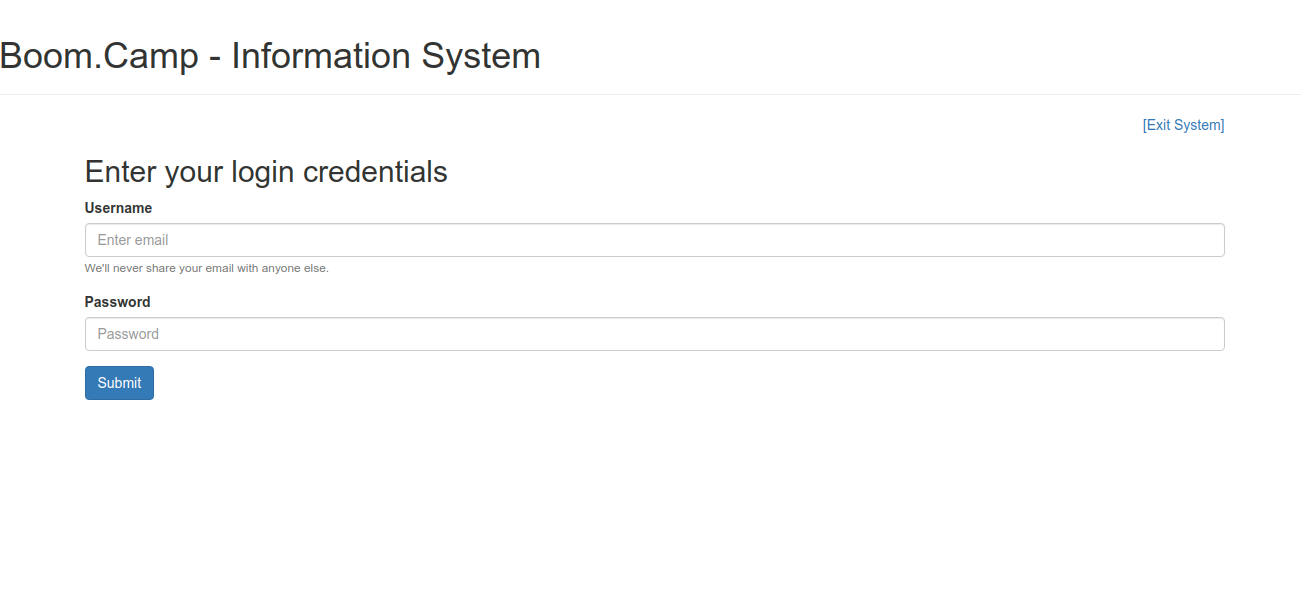 Boom.Camp - Information System
[Exit System]
Enter your login credentials
Username
Enter email
We'll never share your email with anyone else.
Password
Password
Submit